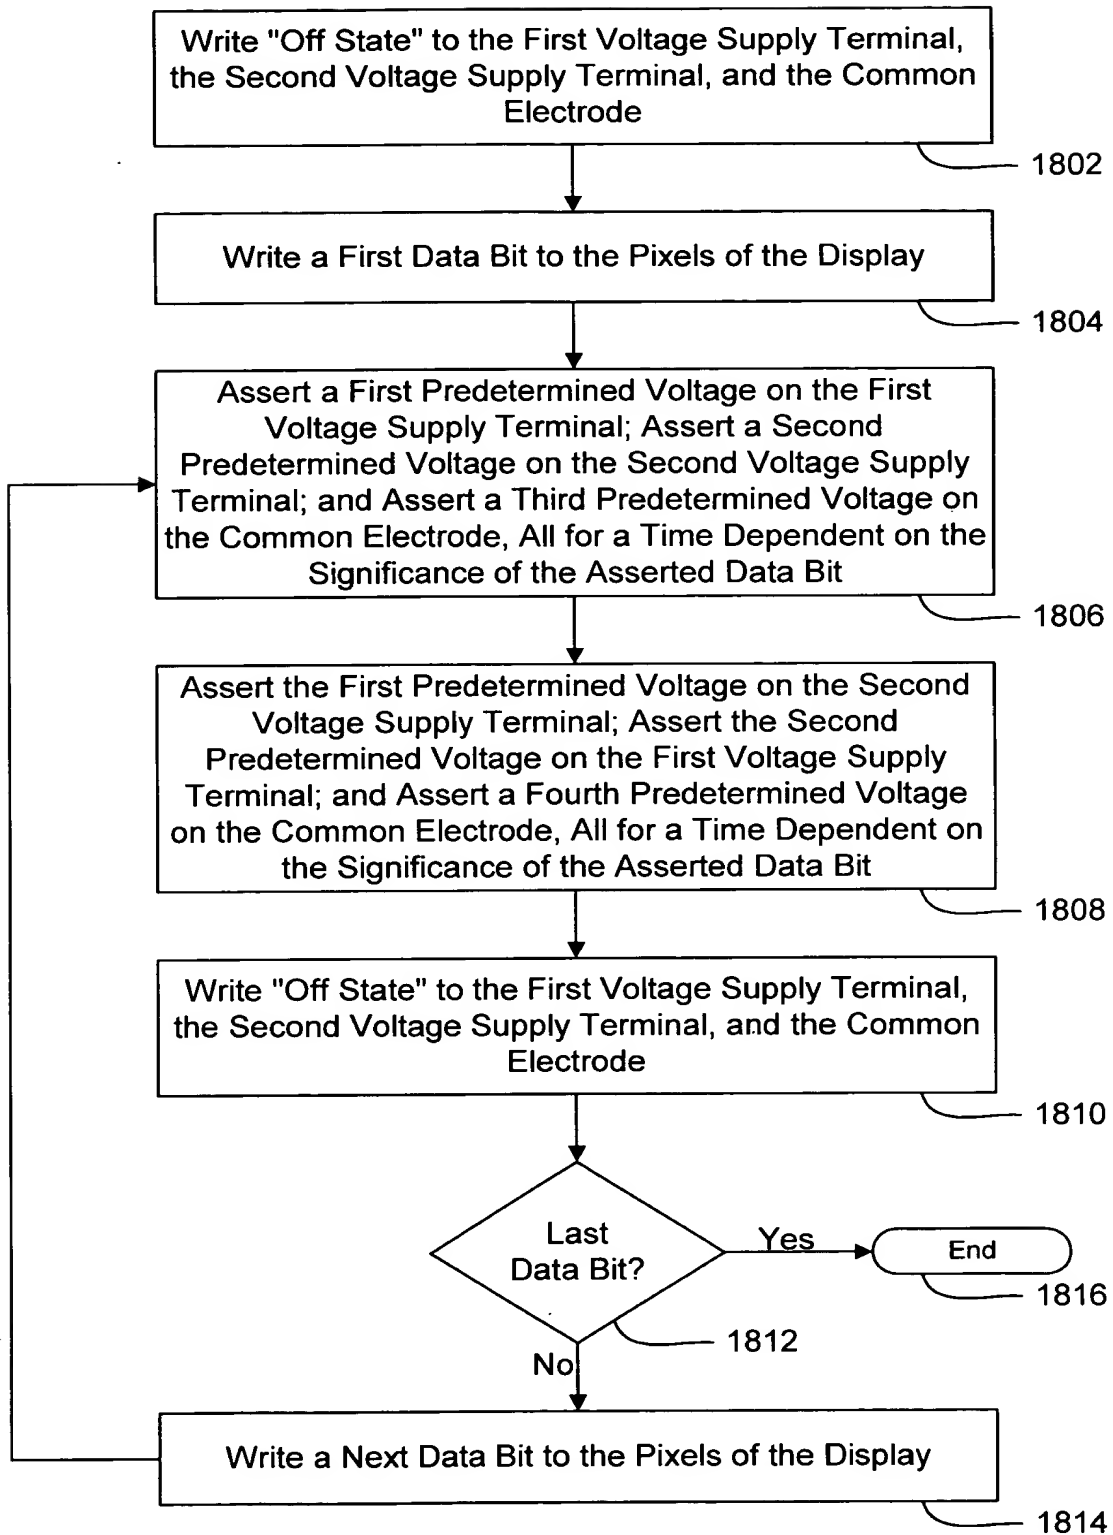 Write "Off State" to the First Voltage Supply Terminal,
the Second Voltage Supply Terminal, and the Common
Electrode
1802
Write a First Data Bit to the Pixels of the Display
1804
Assert a First Predetermined Voltage on the First
Voltage Supply Terminal; Assert a Second
Predetermined Voltage on the Second Voltage Supply
Terminal; and Assert a Third Predetermined Voltage on
the Common Electrode, All for a Time Dependent on the
Significance of the Asserted Data Bit
1806
Assert the First Predetermined Voltage on the Second
Voltage Supply Terminal; Assert the Second
Predetermined Voltage on the First Voltage Supply
Terminal; and Assert a Fourth Predetermined Voltage
on the Common Electrode, All for a Time Dependent on
the Significance of the Asserted Data Bit
1808
Write "Off State" to the First Voltage Supply Terminal,
the Second Voltage Supply Terminal, and the Common
Electrode
1810
Last
Data Bit?
Yes
End
1816
1812
No
Write a Next Data Bit to the Pixels of the Display
1814